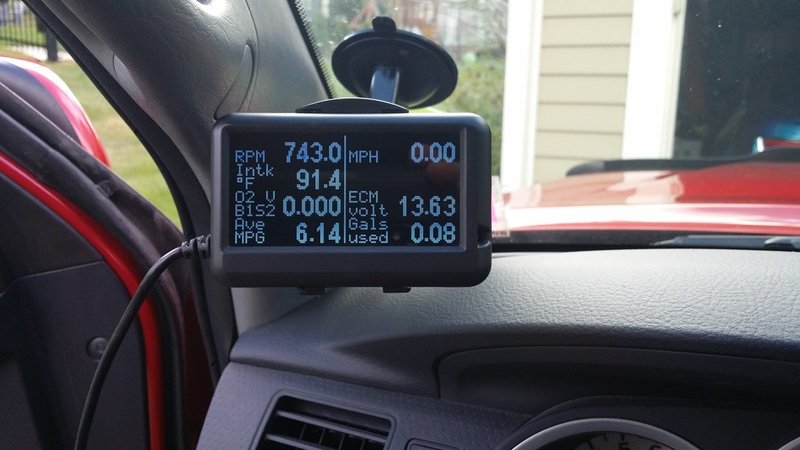 RPM 743.0 MPH 0.00
Intk
°F 91.4
O2 V ECM
B1S2 0.000 volt 13.63
Ave Gals
MPG 6.14 used 0.08